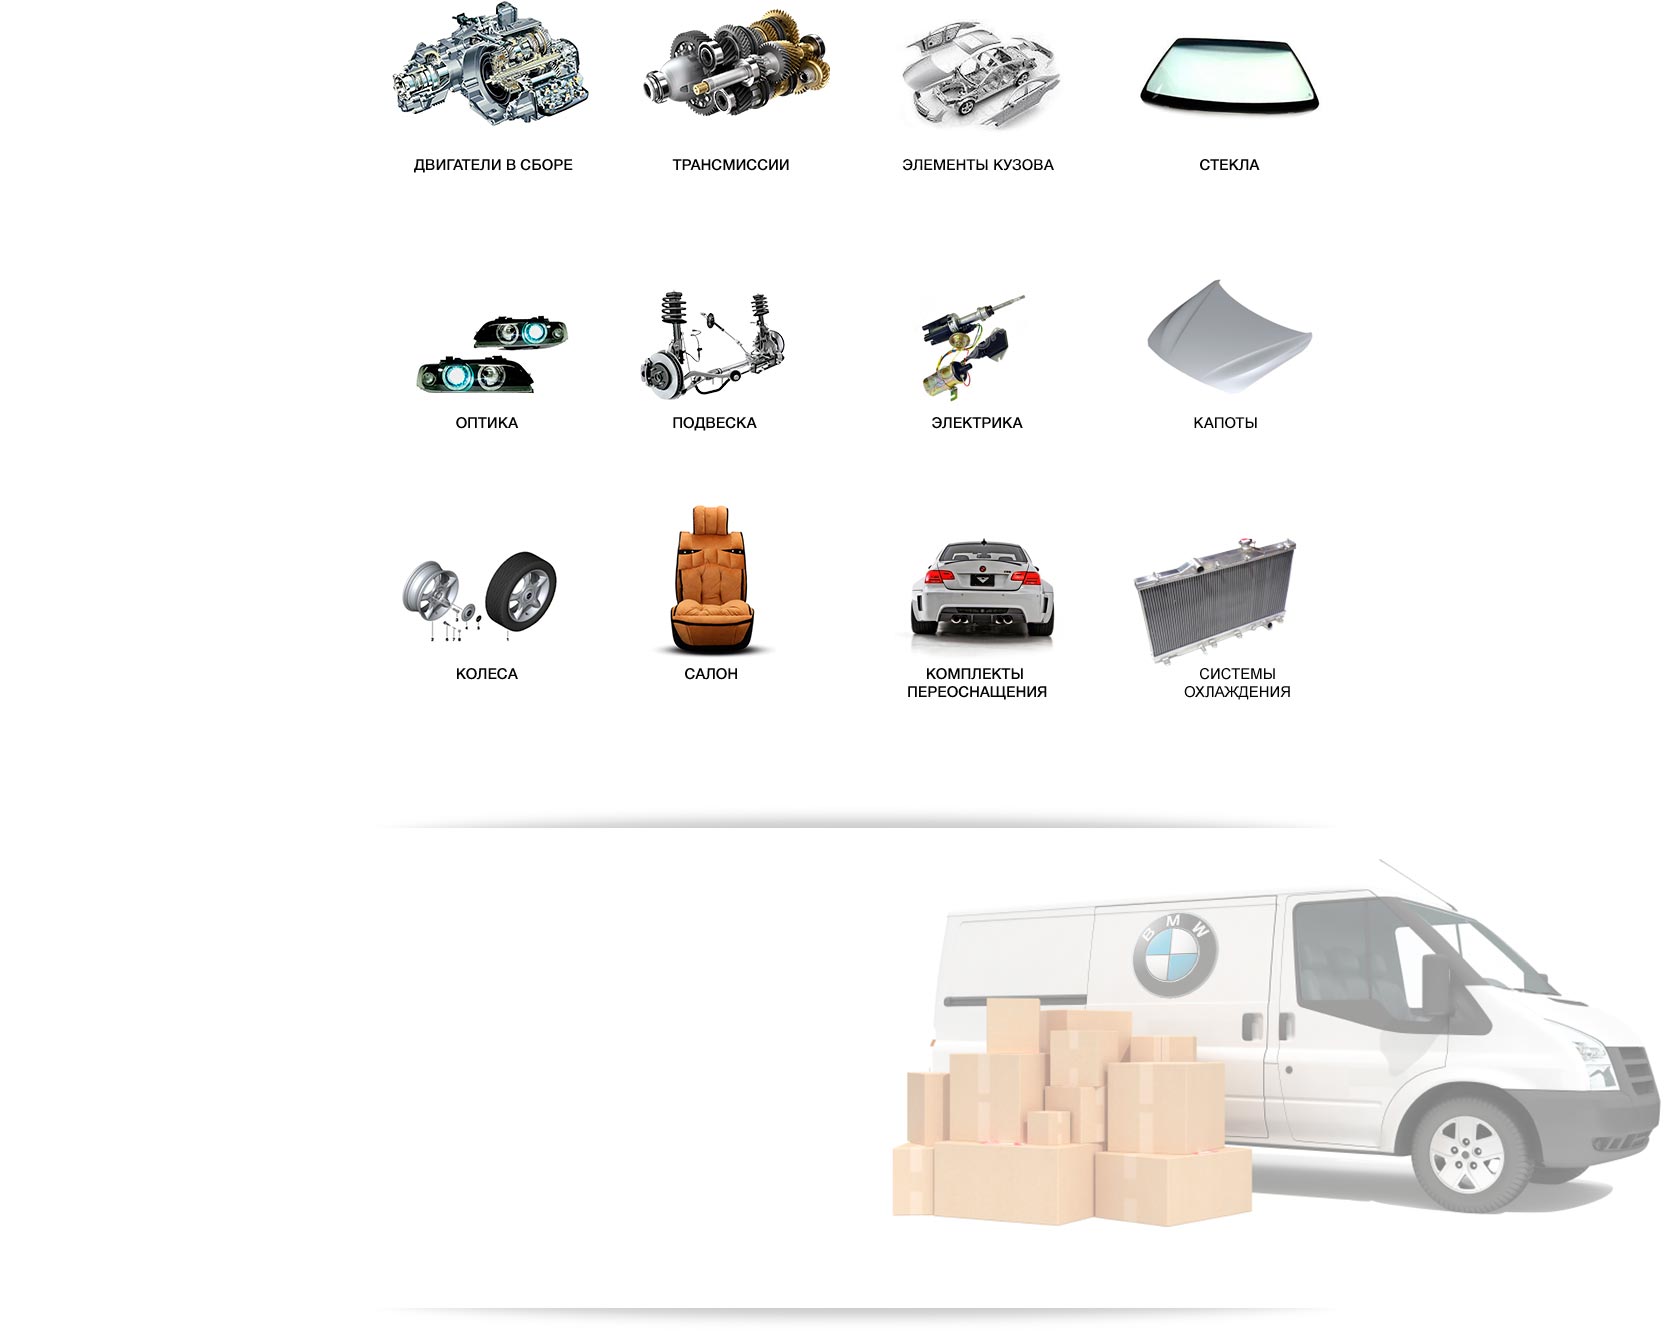 ДВИГАТЕЛИ В СБОРЕ
ТРАНСМИССИИ
ЭЛЕМЕНТЫ КУЗОВА
СТЕКЛА
ОПТИКА
ПОДВЕСКА
ЭЛЕКТРИКА
КАПОТЫ
КОЛЕСА
САЛОН
КОМПЛЕКТЫ
ПЕРЕОСНАЩЕНИЯ
СИСТЕМЫ
ОХЛАЖДЕНИЯ
BMW